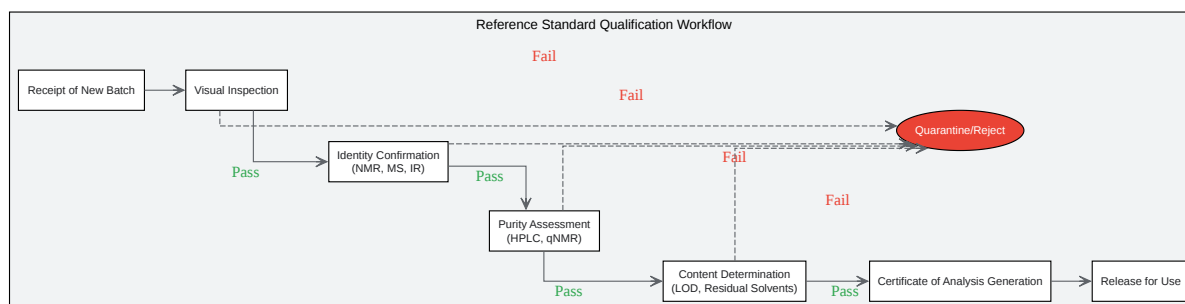 Reference Standard Qualification Workflow
Fail
Receipt of New Batch
Visual Inspection
Fail
Quarantine/Reject
Identity Confirmation
(NMR, MS, IR)
Pass
Fail
Pass
Fail
Purity Assessment
(HPLC, qNMR)
Content Determination
(LOD, Residual Solvents)
Pass
Pass
Certificate of Analysis Generation
Release for Use